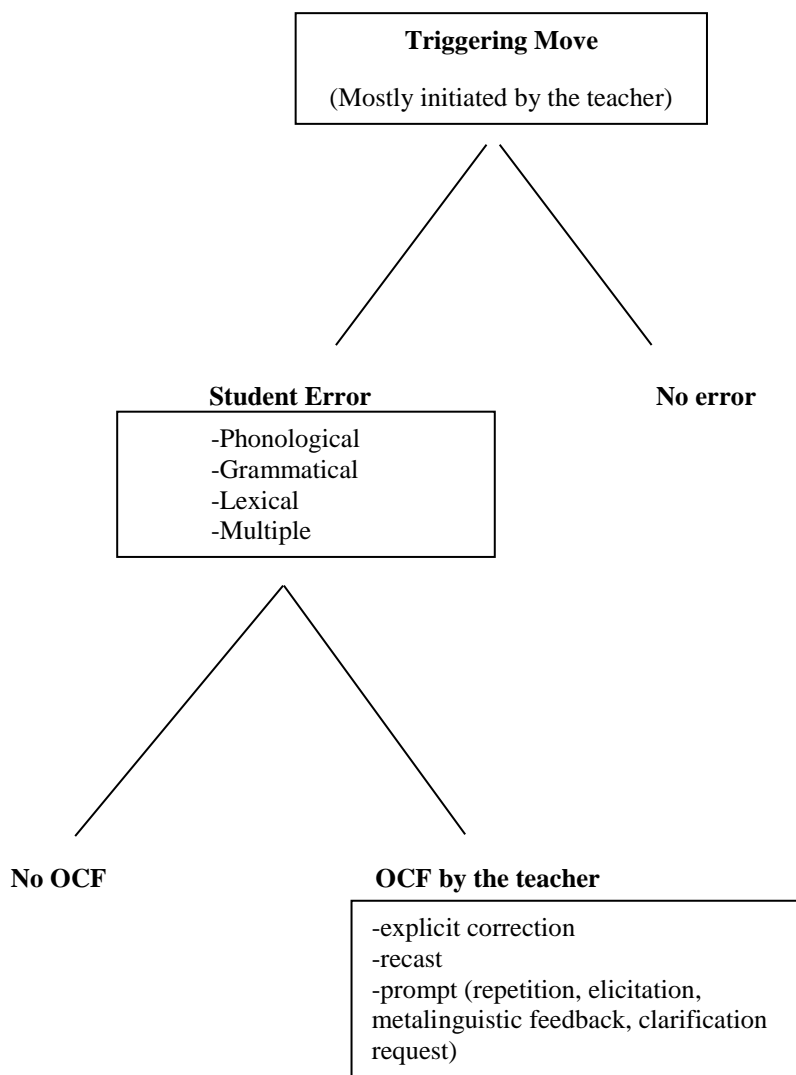 Triggering Move
(Mostly initiated by the teacher)
Student Error
No error
-Phonological
-Grammatical
-Lexical
-Multiple
No OCF
OCF by the teacher
-explicit correction
-recast
-prompt (repetition, elicitation,
metalinguistic feedback, clarification
request)